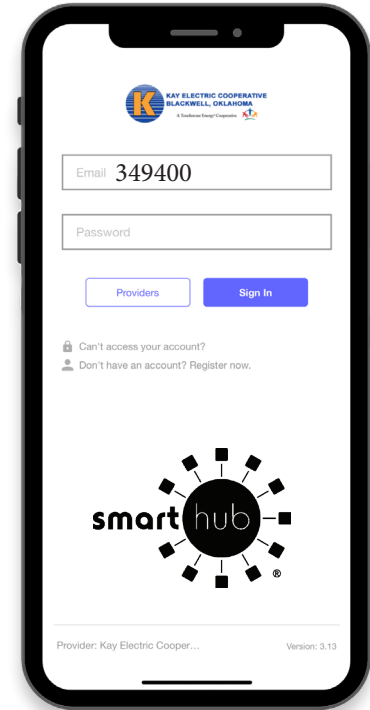 KAY ELECTRIC COOPERATIVE
BLACKWELL, OKLAHOMA
A Touchstone Energy® Cooperative
Email 349400
Password
Providers Sign In
Can't access your account?
Don't have an account? Register now.
smart hub ®
Provider: Kay Electric Cooper... Version: 3.13